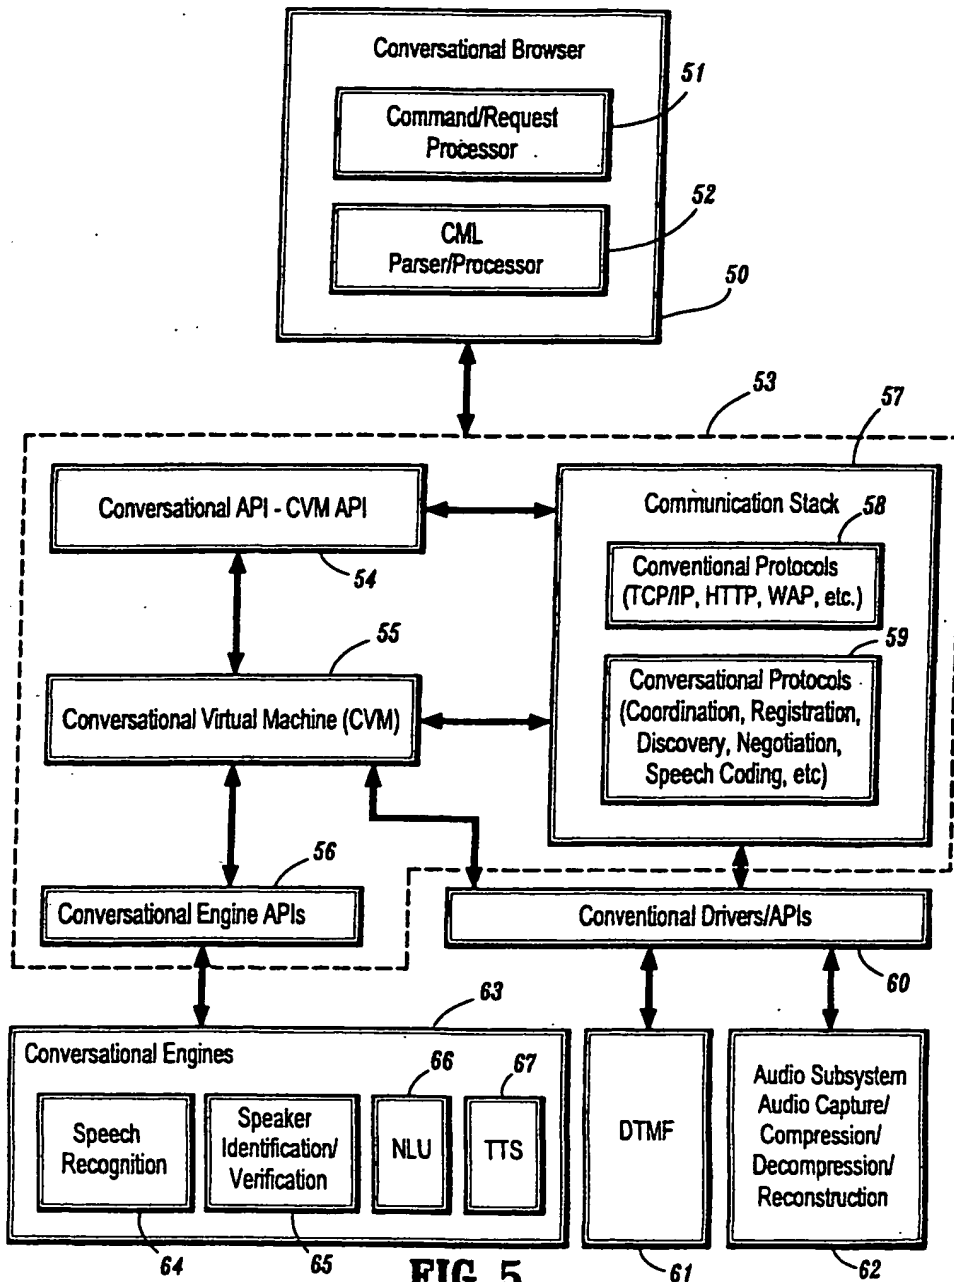 Conversational Browser
51
Command/Request
Processor
52
CML
Parser/Processor
50
53
57
Conversational API - CVM API
54
Communication Stack
58
Conventional Protocols
(TCP/IP, HTTP, WAP, etc.)
55
59
Conversational Virtual Machine (CVM)
Conversational Protocols
(Coordination, Registration,
Discovery, Negotiation,
Speech Coding, etc)
56
Conversational Engine APIs
Conventional Drivers/APIs
60
63
Conversational Engines
66
67
Speech
Recognition
Speaker
Identification/
Verification
NLU
TTS
DTMF
Audio Subsystem
Audio Capture/
Compression/
Decompression/
Reconstruction
64
65
61
62
FIG. 5